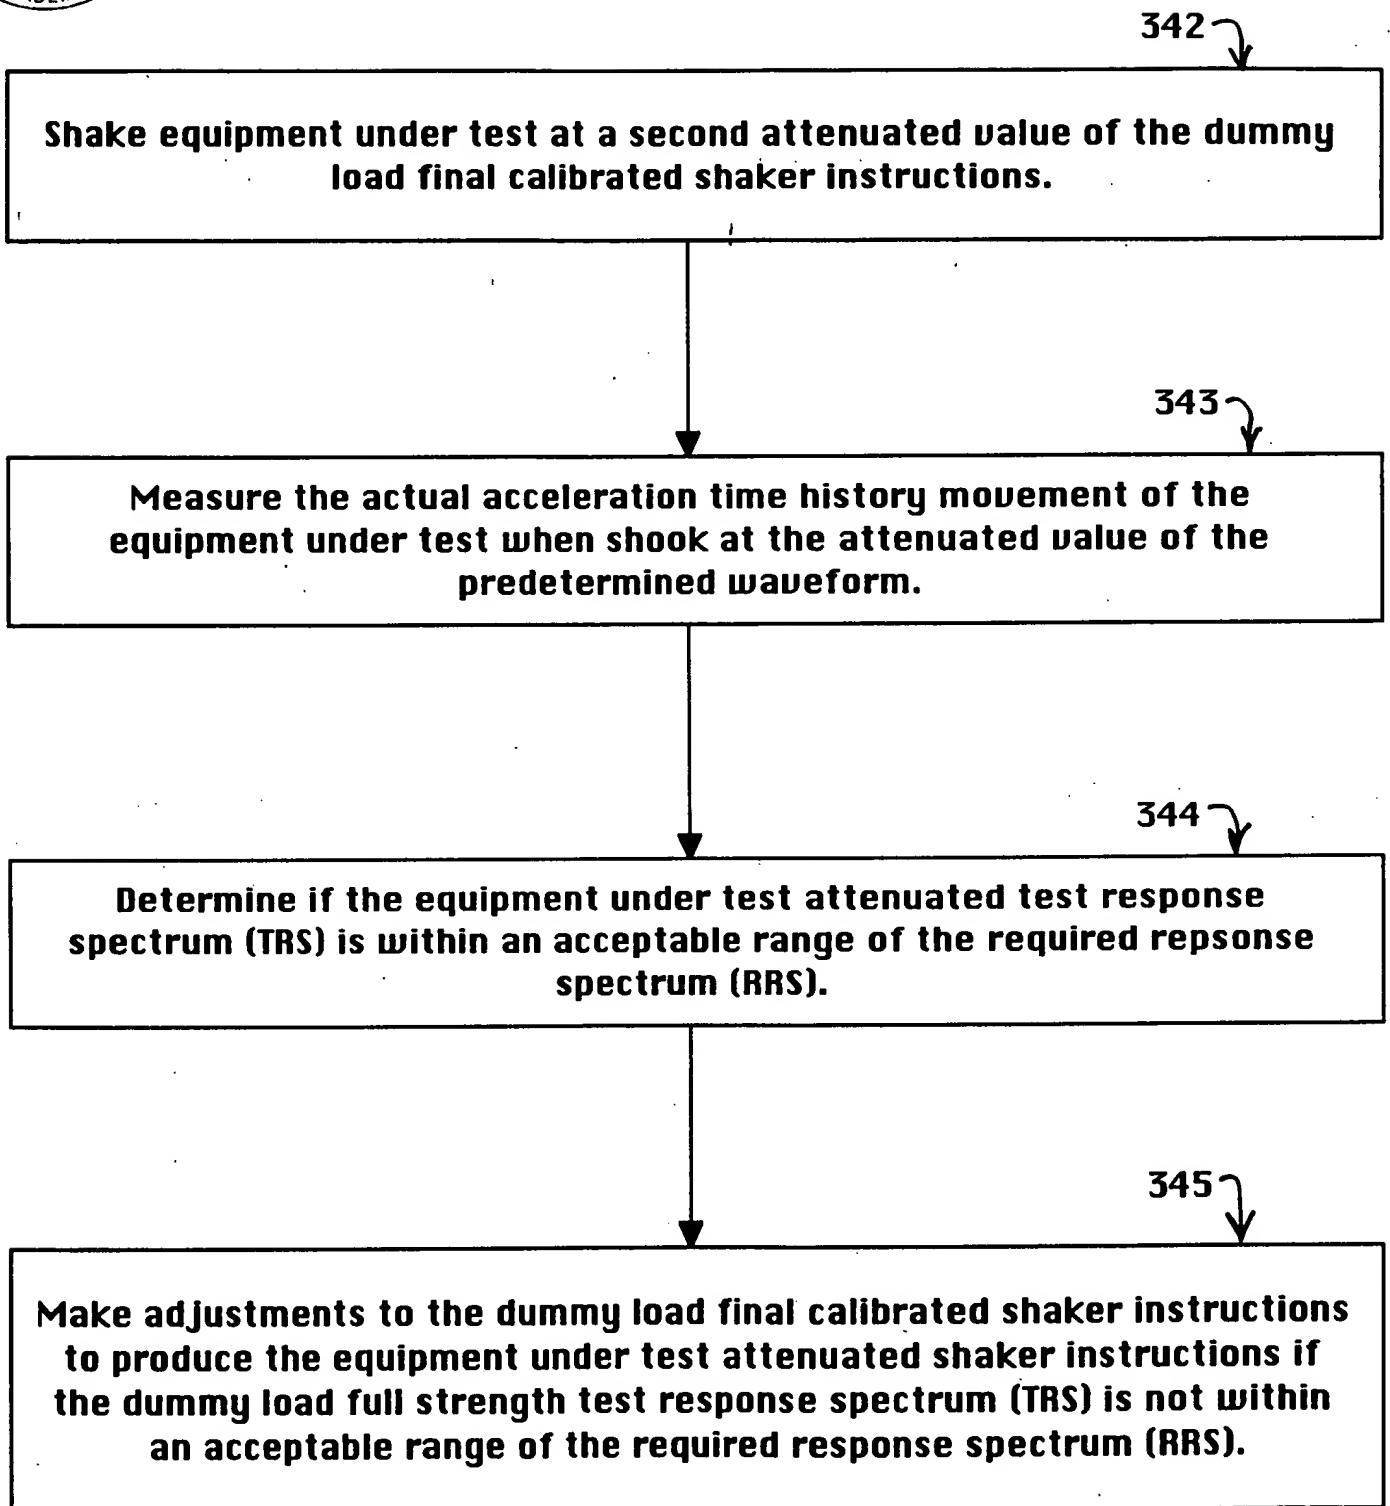 342
Shake equipment under test at a second attenuated value of the dummy
load final calibrated shaker instructions.
343
Measure the actual acceleration time history movement of the
equipment under test when shook at the attenuated value of the
predetermined waveform.
344
Determine if the equipment under test attenuated test response
spectrum (TRS) is within an acceptable range of the required repsonse
spectrum (RRS).
345
Make adjustments to the dummy load final calibrated shaker instructions
to produce the equipment under test attenuated shaker instructions if
the dummy load full strength test response spectrum (TRS) is not within
an acceptable range of the required response spectrum (RRS).